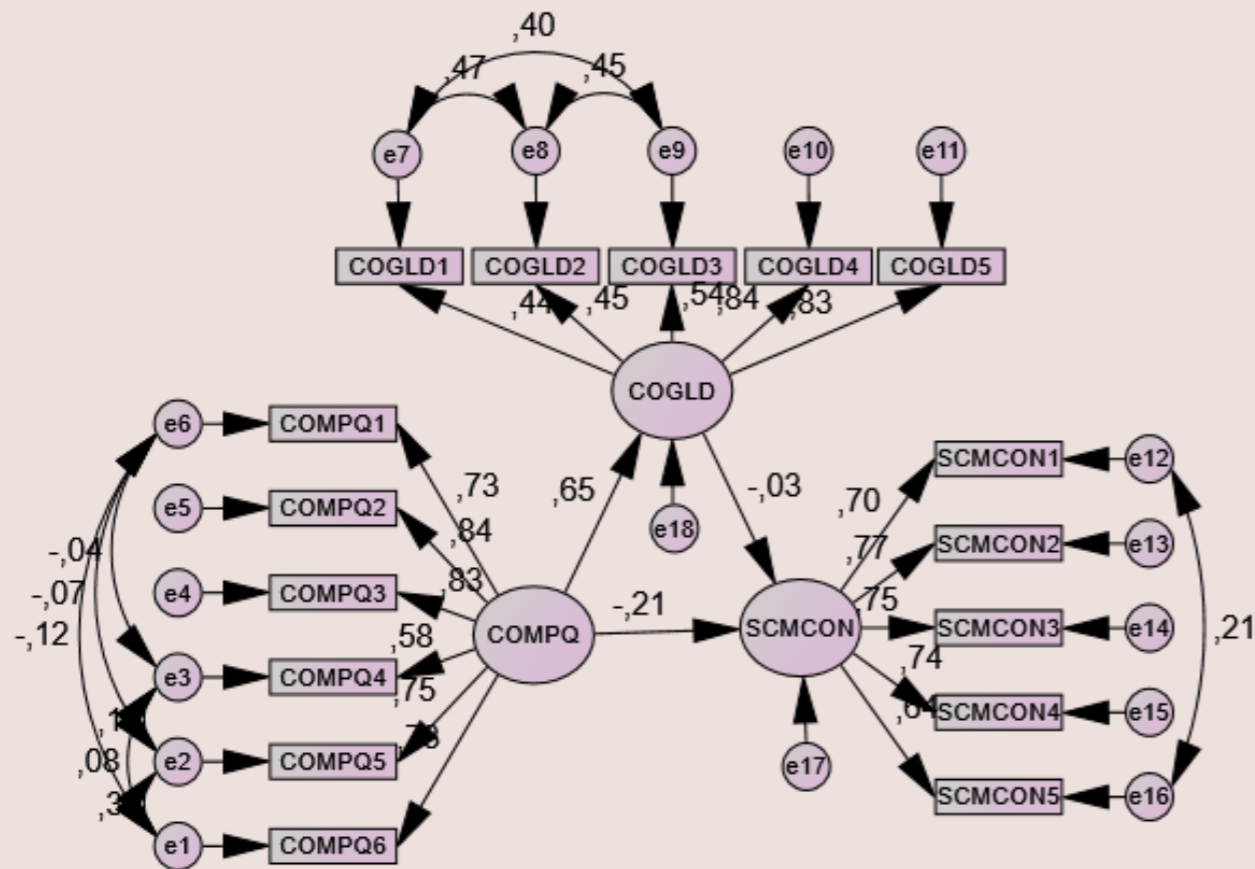 ,40
,47
,45
e7
e8
e9
e10
e11
COGLD1
COGLD2
COGLD3
COGLD4
COGLD5
,44
,45
,54
,84
,83
COGLD
e6
COMPQ1
e5
COMPQ2
e4
COMPQ3
e3
COMPQ4
e2
COMPQ5
e1
COMPQ6
-,04
-,07
-,12
,08
,73
,84
,83
,58
,75
COMPQ
,65
e18
-,03
-,21
SCMCON
e17
,70
,77
,75
,74
,64
SCMCON1
e12
SCMCON2
e13
SCMCON3
e14
SCMCON4
e15
SCMCON5
e16
,21